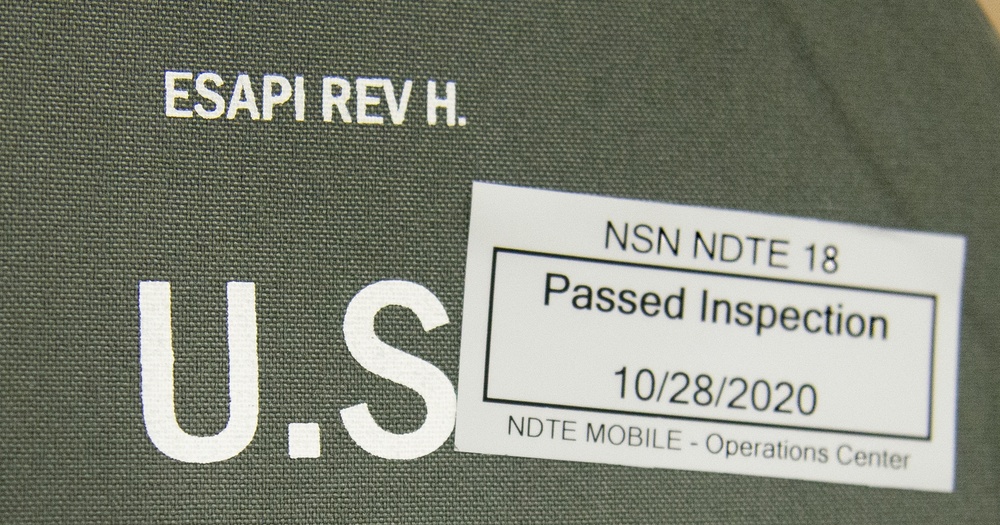 ESAPI REV H.
U.S
NSN NDTE 18
Passed Inspection
10/28/2020
NDTE MOBILE - Operations Center